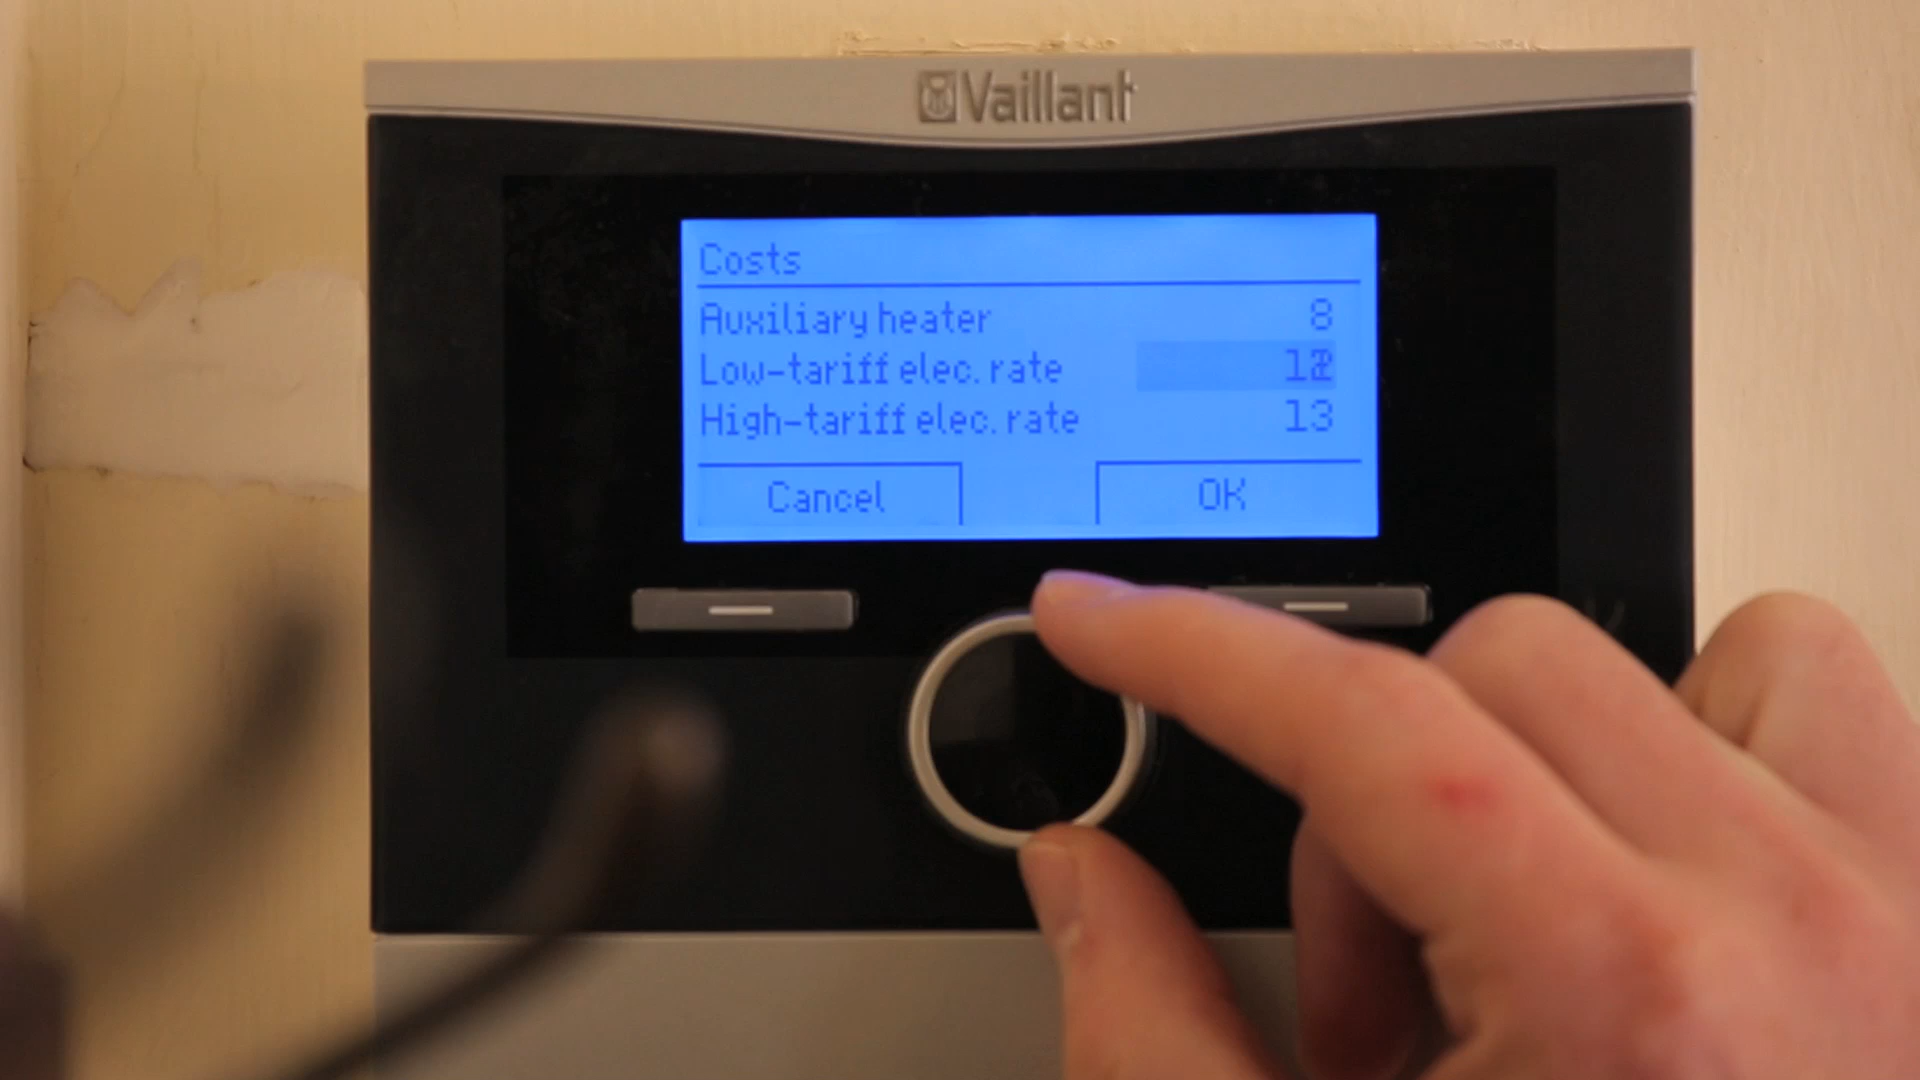 Vaillant
Costs
Auxiliary heater 8
Low-tariff elec. rate
High-tariff elec. rate 13
Cancel OK